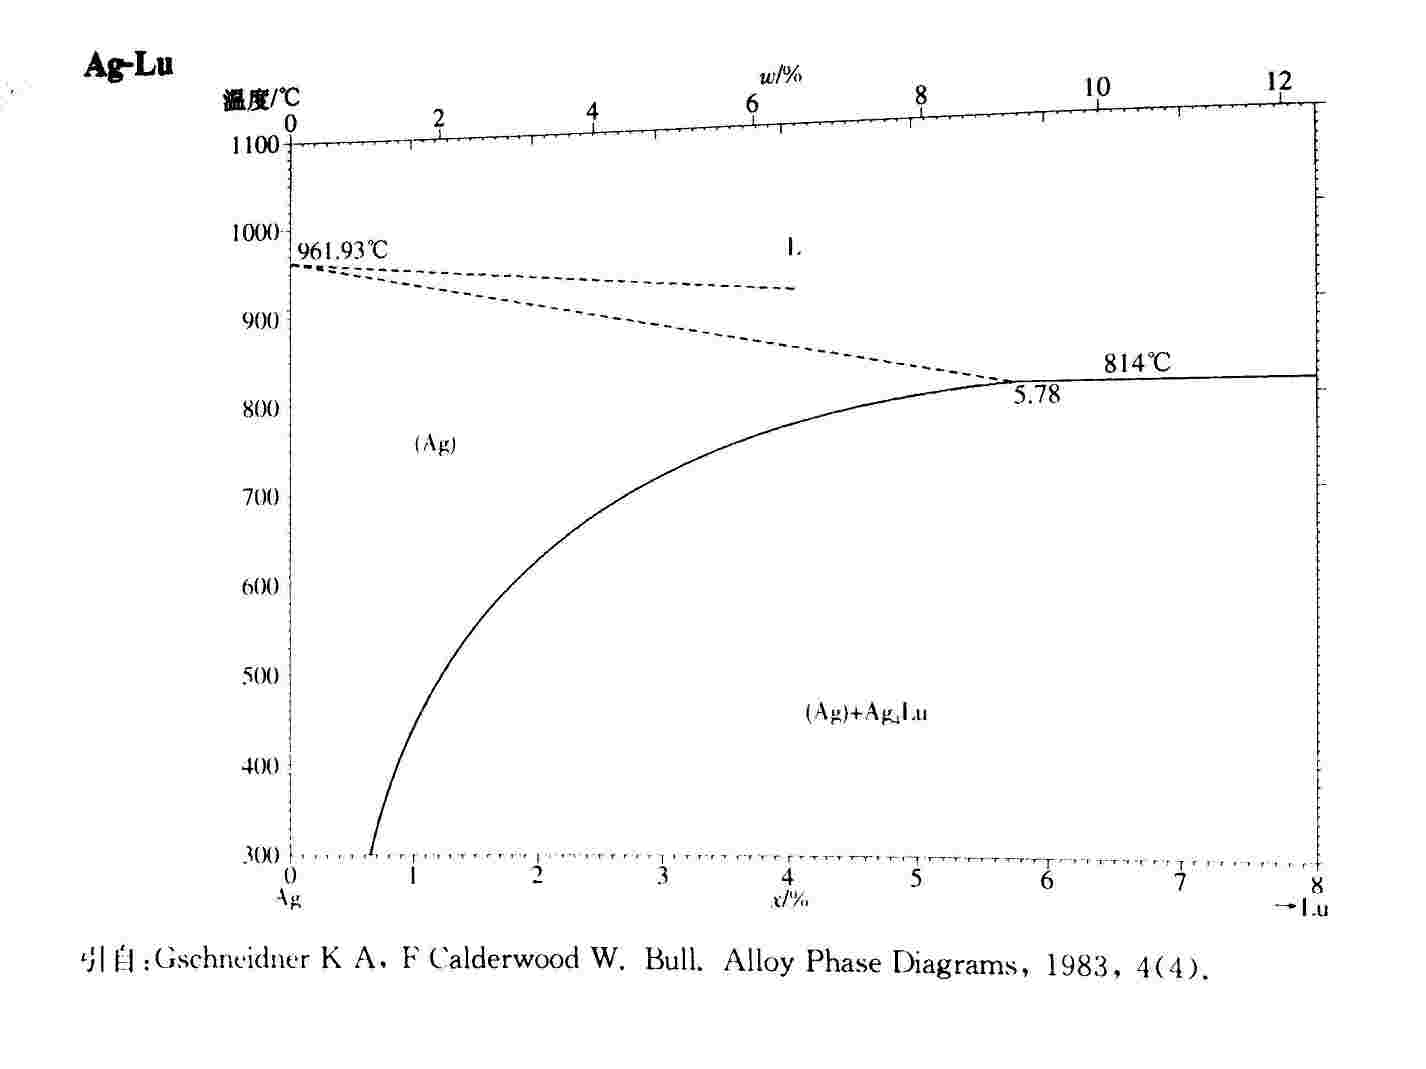 Ag-Lu
w/%
温度/℃
0 2 4 6 8 10 12
1100
1000
961.93℃
L
900
814℃
800
5.78
(Ag)
700
600
500
(Ag)+Ag₄Lu
400
300
0 1 2 3 4 5 6 7 8
Ag x/% →Lu
引自:Gschneidner K A, F Calderwood W. Bull. Alloy Phase Diagrams, 1983, 4(4).